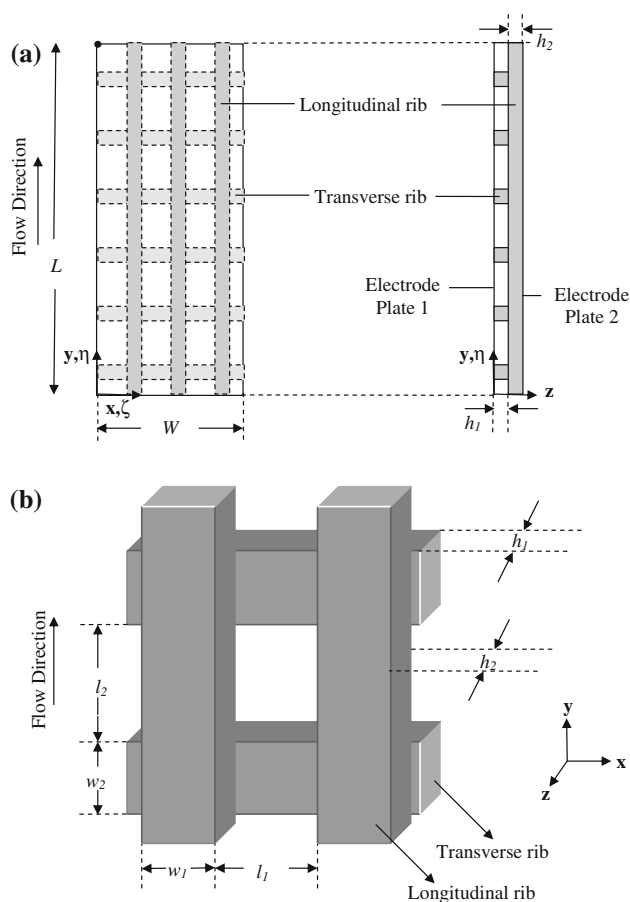 (a)
h2
Longitudinal rib
Flow Direction
Transverse rib
L
Electrode
Plate 1
Electrode
Plate 2
y,η
y,η
x,ζ
z
W
h1
(b)
h1
Flow Direction
l2
h2
w2
y
x
z
Transverse rib
w1
l1
Longitudinal rib